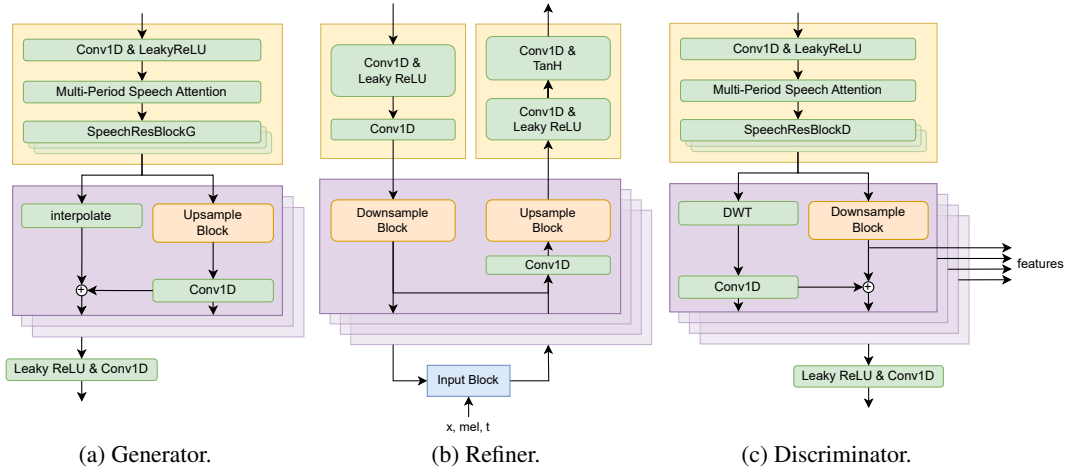 Conv1D & LeakyReLU
Multi-Period Speech Attention
SpeechResBlockG
interpolate
Upsample
Block
Conv1D
+
Leaky ReLU & Conv1D
(a) Generator.
Conv1D &
Leaky ReLU
Conv1D
Conv1D &
TanH
Conv1D &
Leaky ReLU
Downsample
Block
Upsample
Block
Conv1D
Input Block
x, mel, t
(b) Refiner.
Conv1D & LeakyReLU
Multi-Period Speech Attention
SpeechResBlockD
DWT
Downsample
Block
features
Conv1D
+
Leaky ReLU & Conv1D
(c) Discriminator.